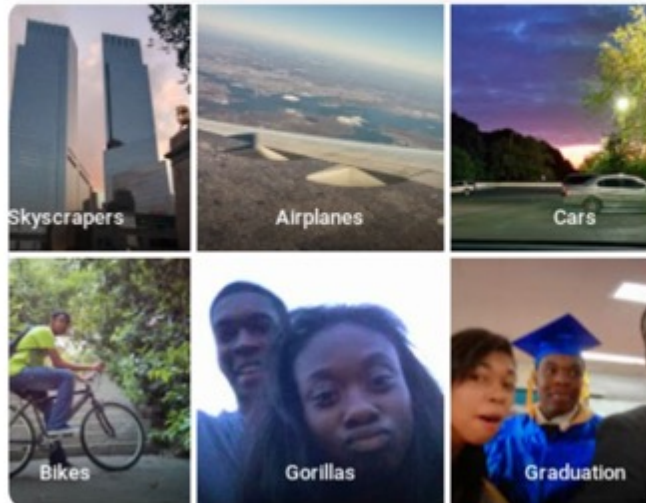 Skyscrapers
Airplanes
Cars
Bikes
Gorillas
Graduation